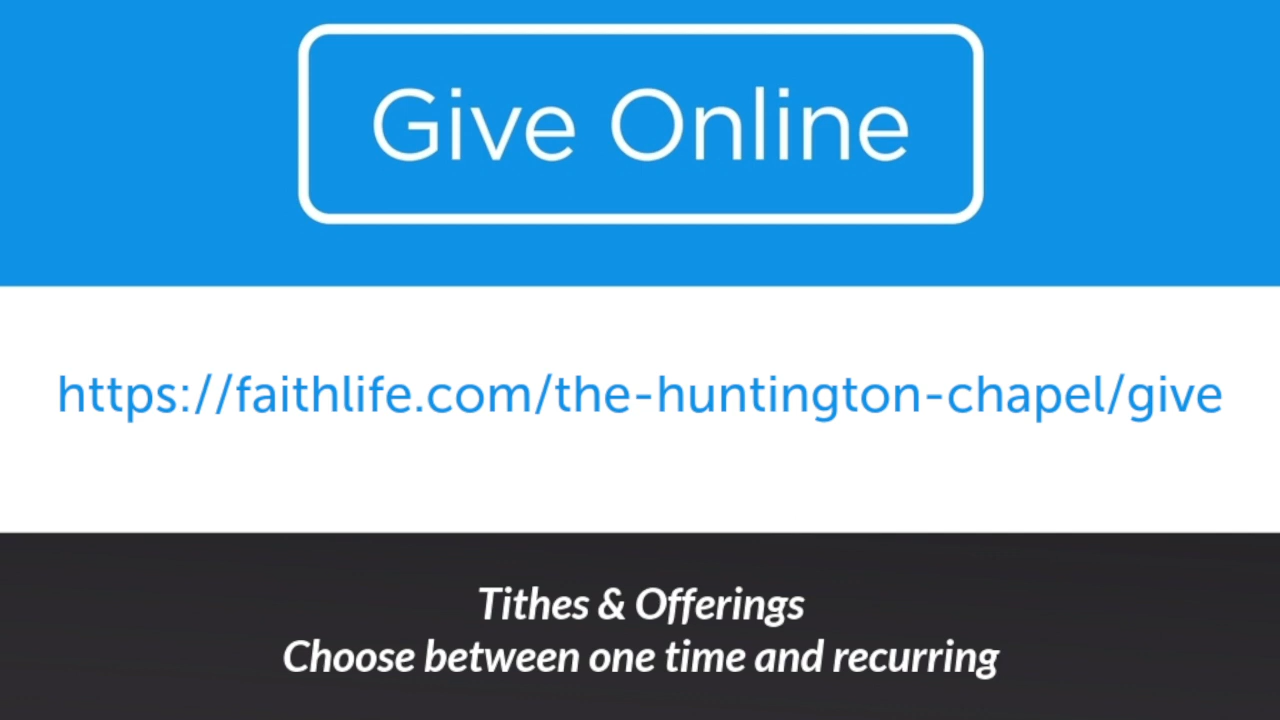 Give Online
https://faithlife.com/the-huntington-chapel/give
Tithes & Offerings
Choose between one time and recurring